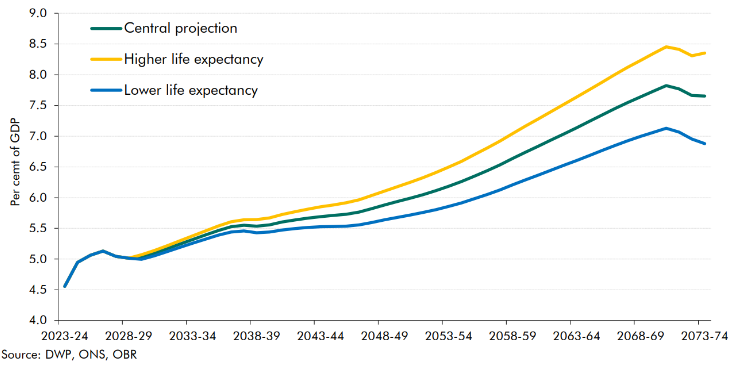 9.0
8.5
8.0
7.5
7.0
6.5
6.0
5.5
5.0
4.5
4.0
Per cemt of GDP
Central projection
Higher life expectancy
Lower life expectancy
2023-24 2028-29 2033-34 2038-39 2043-44 2048-49 2053-54 2058-59 2063-64 2068-69 2073-74
Source: DWP, ONS, OBR